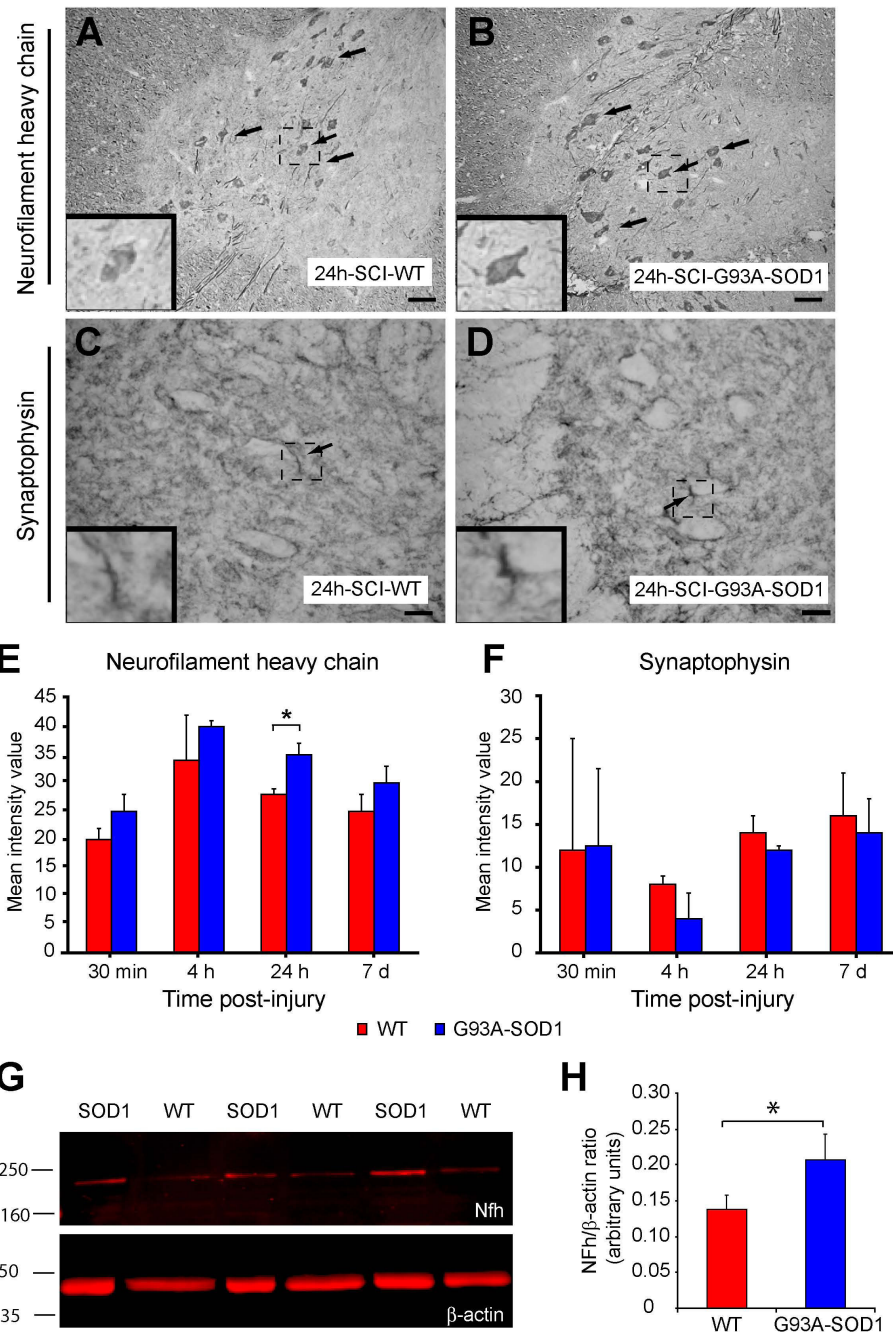 A
B
Neurofilament heavy chain
24h-SCI-WT
24h-SCI-G93A-SOD1
C
D
Synaptophysin
24h-SCI-WT
24h-SCI-G93A-SOD1
E
Neurofilament heavy chain
Mean intensity value
45
40
35
30
25
20
15
10
5
0
*
30 min
4 h
24 h
7 d
Time post-injury
F
Synaptophysin
Mean intensity value
30
25
20
15
10
5
0
30 min
4 h
24 h
7 d
Time post-injury
WT
G93A-SOD1
G
SOD1 WT SOD1 WT SOD1 WT
250
160
Nfh
50
35
β-actin
H
NFh/β-actin ratio
(arbitrary units)
0.30
0.25
0.20
0.15
0.10
0.05
0
*
WT
G93A-SOD1